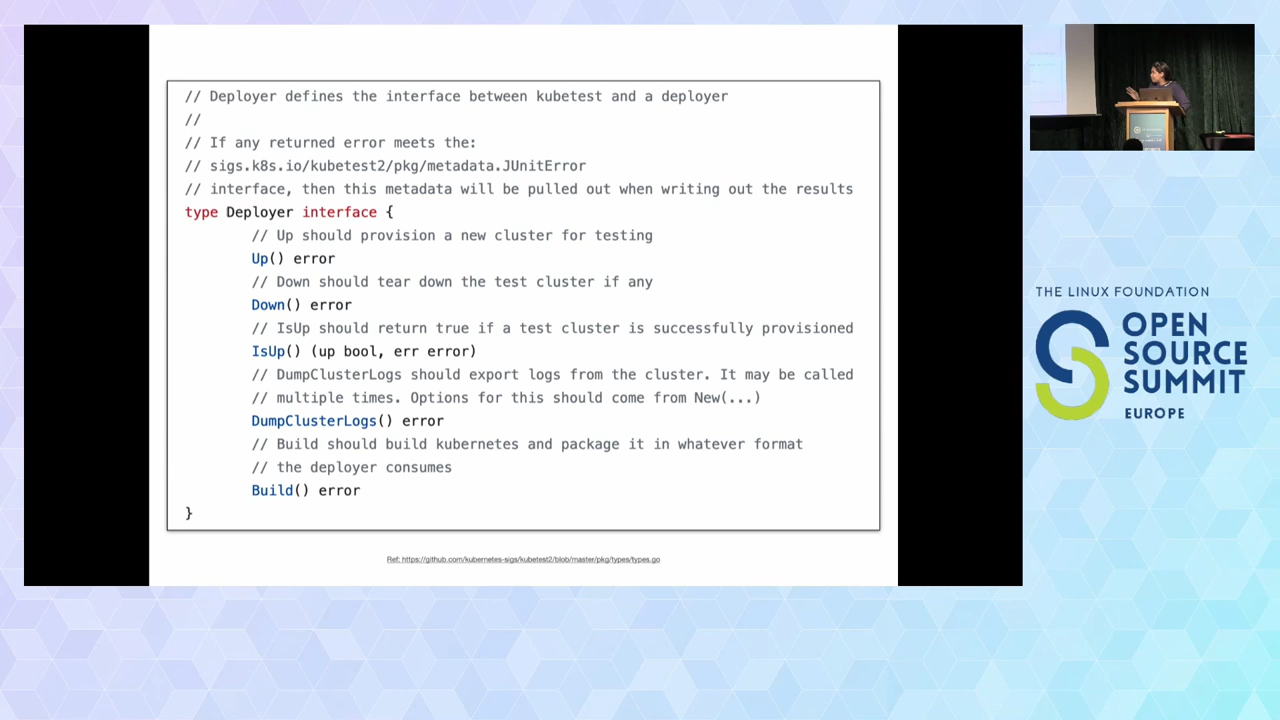 // Deployer defines the interface between kubetest and a deployer
//
// If any returned error meets the:
// sigs.k8s.io/kubetest2/pkg/metadata.JUnitError
// interface, then this metadata will be pulled out when writing out the results
type Deployer interface {
// Up should provision a new cluster for testing
Up() error
// Down should tear down the test cluster if any
Down() error
// IsUp should return true if a test cluster is successfully provisioned
IsUp() (up bool, err error)
// DumpClusterLogs should export logs from the cluster. It may be called
// multiple times. Options for this should come from New(...)
DumpClusterLogs() error
// Build should build kubernetes and package it in whatever format
// the deployer consumes
Build() error
}
Ref: https://github.com/kubernetes-sigs/kubetest2/blob/master/pkg/types/types.go
THE LINUX FOUNDATION
OPEN
SOURCE
SUMMIT
EUROPE